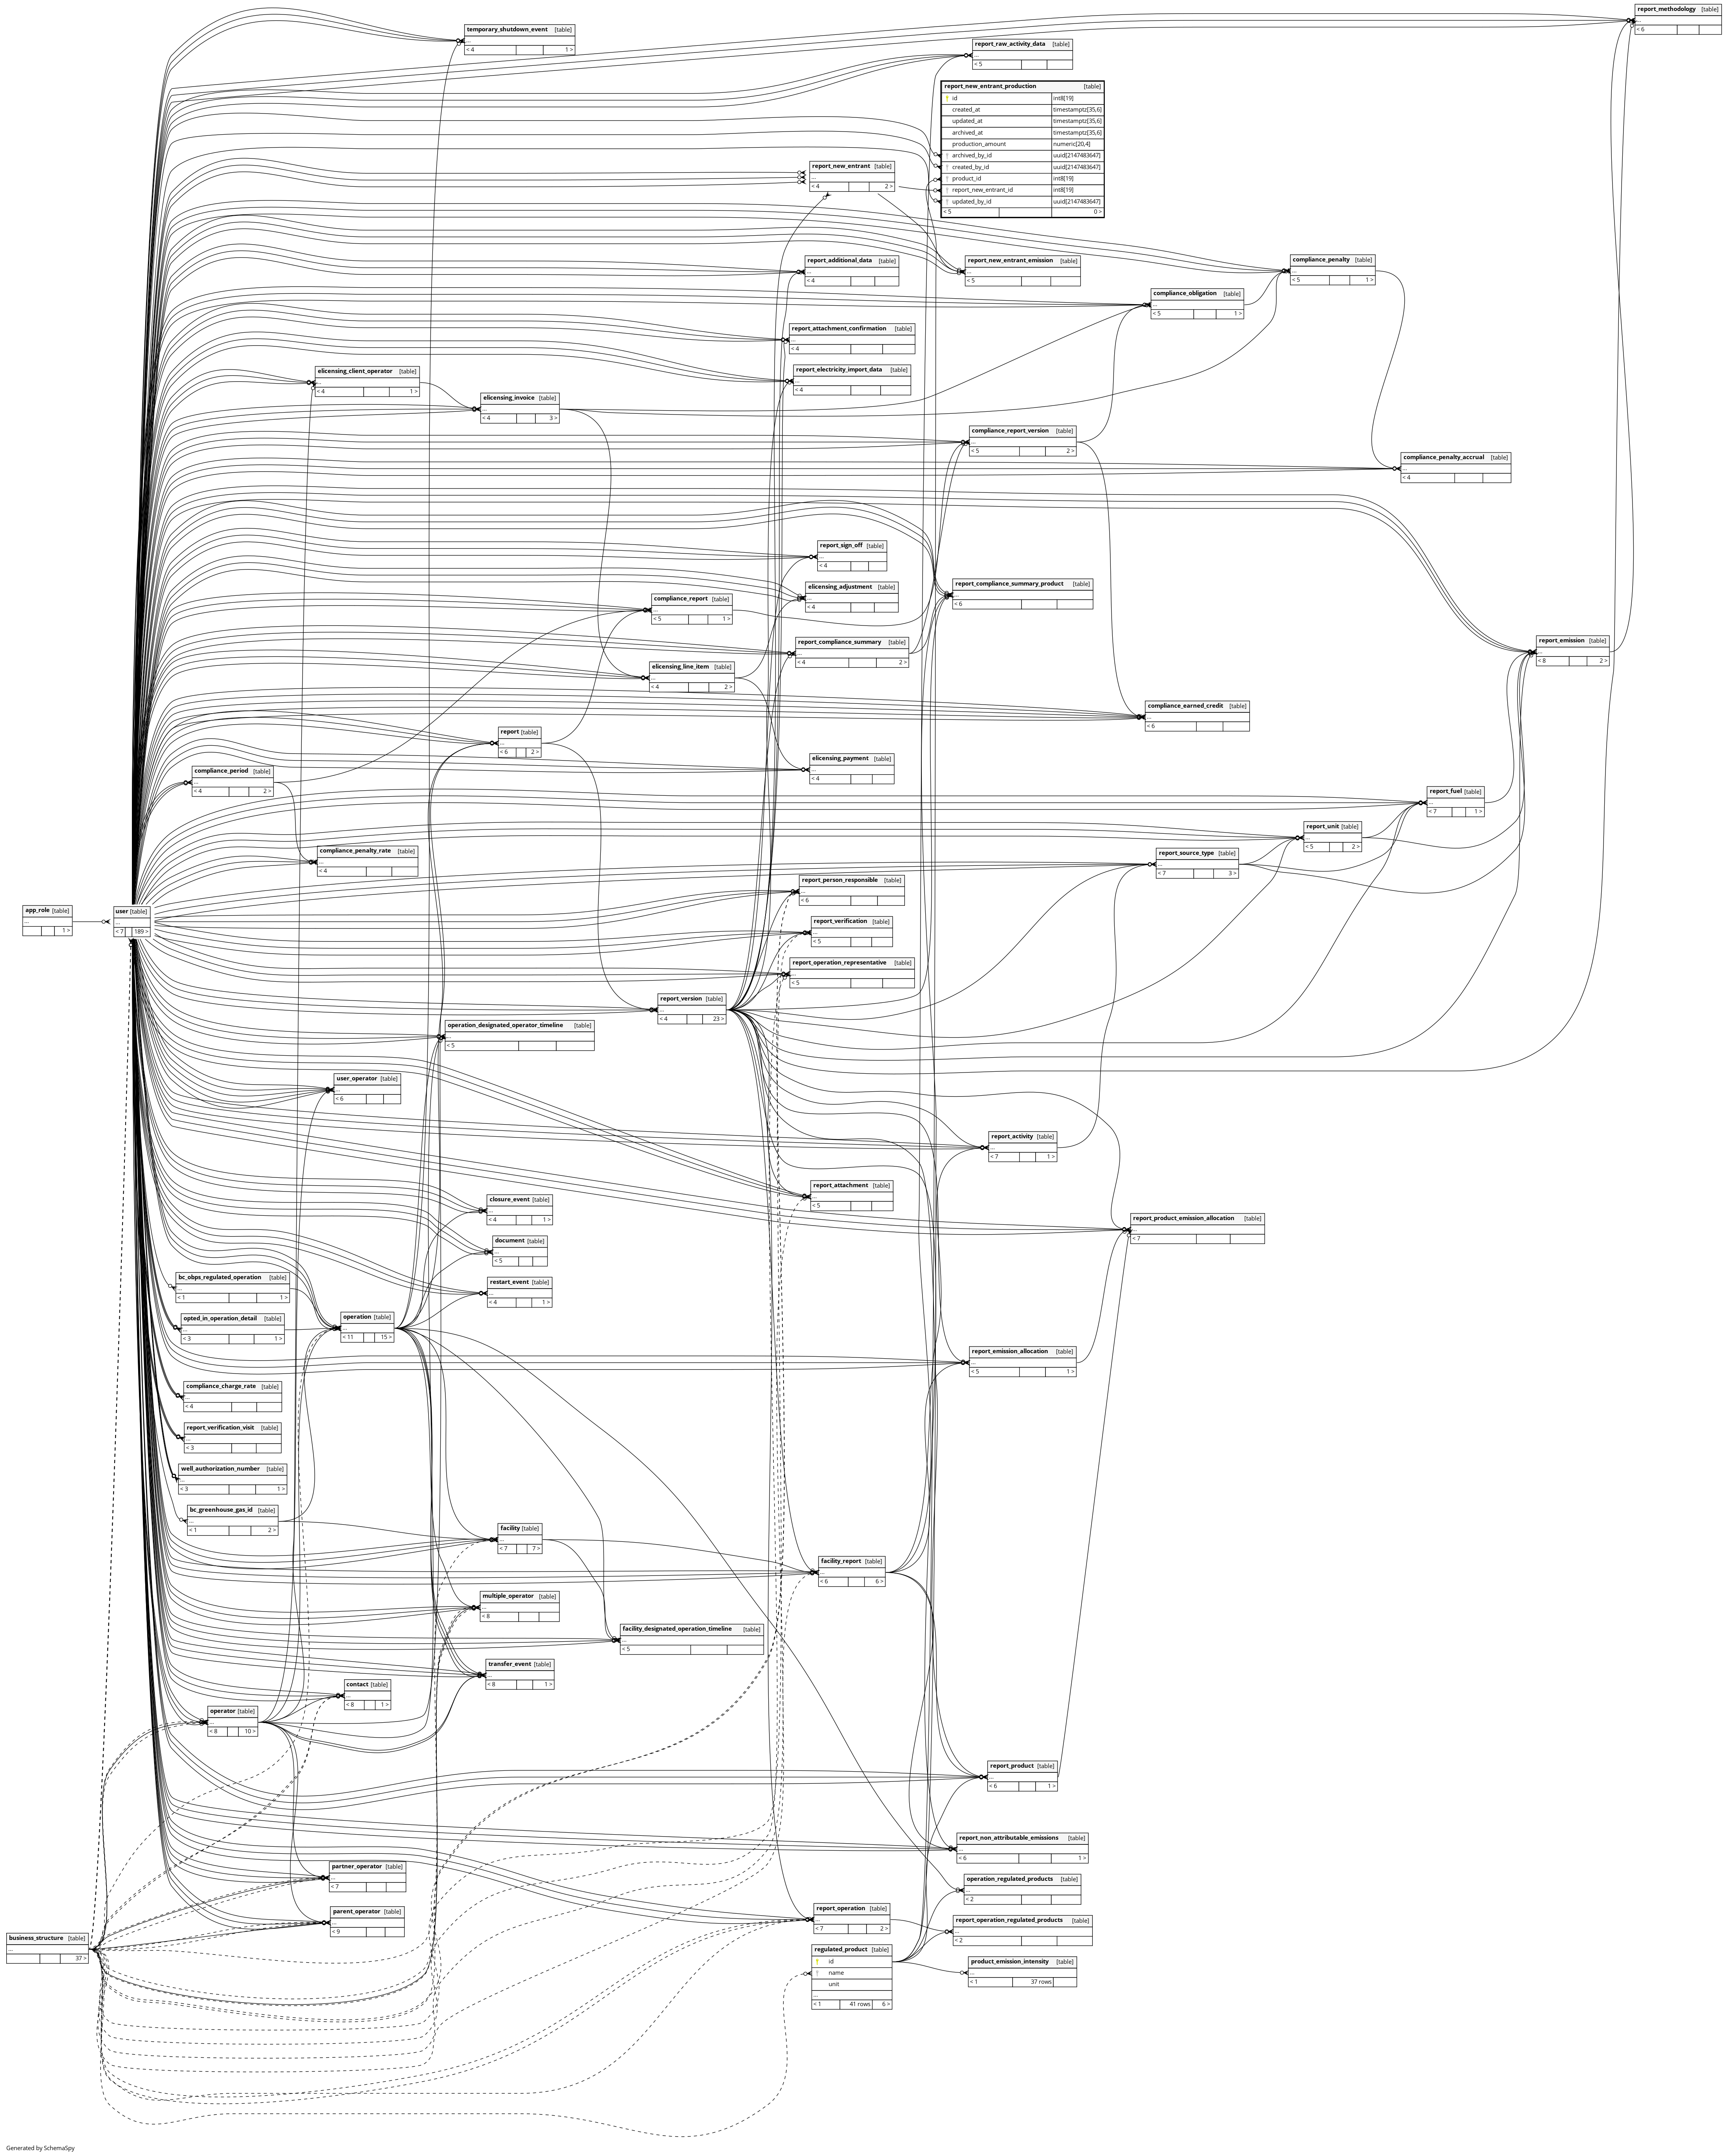 report_methodology [table]
...
< 6
temporary_shutdown_event [table]
...
< 4 1 >
report_raw_activity_data [table]
...
< 5
report_new_entrant_production [table]
id int8[19]
created_at timestamptz[35,6]
updated_at timestamptz[35,6]
archived_at timestamptz[35,6]
production_amount numeric[20,4]
archived_by_id uuid[2147483647]
created_by_id uuid[2147483647]
product_id int8[19]
report_new_entrant_id int8[19]
updated_by_id uuid[2147483647]
< 5 0 >
report_new_entrant [table]
...
< 4 2 >
report_additional_data [table]
...
< 4
report_new_entrant_emission [table]
...
< 5
compliance_penalty [table]
...
< 5 1 >
compliance_obligation [table]
...
< 5 1 >
report_attachment_confirmation [table]
...
< 4
report_electricity_import_data [table]
...
< 4
elicensing_client_operator [table]
...
< 4 1 >
elicensing_invoice [table]
...
< 4 3 >
compliance_report_version [table]
...
< 5 2 >
compliance_penalty_accrual [table]
...
< 4
report_sign_off [table]
...
< 4
elicensing_adjustment [table]
...
< 4
report_compliance_summary_product [table]
...
< 6
compliance_report [table]
...
< 5 1 >
report_compliance_summary [table]
...
< 4 2 >
report_emission [table]
...
< 8 2 >
elicensing_line_item [table]
...
< 4 2 >
compliance_earned_credit [table]
...
< 6
report [table]
...
< 6 2 >
elicensing_payment [table]
...
< 4
compliance_period [table]
...
< 4 2 >
report_fuel [table]
...
< 7 1 >
report_unit [table]
...
< 5 2 >
compliance_penalty_rate [table]
...
< 4
report_source_type [table]
...
< 7 3 >
report_person_responsible [table]
...
< 6
app_role [table]
...
1 >
user [table]
...
< 7 189 >
report_verification [table]
...
< 5
report_operation_representative [table]
...
< 5
report_version [table]
...
< 4 23 >
operation_designated_operator_timeline [table]
...
< 5
user_operator [table]
...
< 6
report_activity [table]
...
< 7 1 >
report_attachment [table]
...
< 5
closure_event [table]
...
< 4 1 >
report_product_emission_allocation [table]
...
< 7
document [table]
...
< 5
bc_obps_regulated_operation [table]
...
< 1 1 >
restart_event [table]
...
< 4 1 >
opted_in_operation_detail [table]
...
< 3 1 >
operation [table]
...
< 11 15 >
report_emission_allocation [table]
...
< 5 1 >
compliance_charge_rate [table]
...
< 4
report_verification_visit [table]
...
< 3
well_authorization_number [table]
...
< 3 1 >
bc_greenhouse_gas_id [table]
...
< 1 2 >
facility [table]
...
< 7 7 >
facility_report [table]
...
< 6 6 >
multiple_operator [table]
...
< 8
facility_designated_operation_timeline [table]
...
< 5
transfer_event [table]
...
< 8 1 >
contact [table]
...
< 8 1 >
operator [table]
...
< 8 10 >
report_product [table]
...
< 6 1 >
report_non_attributable_emissions [table]
...
< 6 1 >
partner_operator [table]
...
< 7
operation_regulated_products [table]
...
< 2
parent_operator [table]
...
< 9
report_operation [table]
...
< 7 2 >
report_operation_regulated_products [table]
...
< 2
business_structure [table]
...
37 >
regulated_product [table]
id
name
unit
...
< 1 41 rows 6 >
product_emission_intensity [table]
...
< 1 37 rows
Generated by SchemaSpy